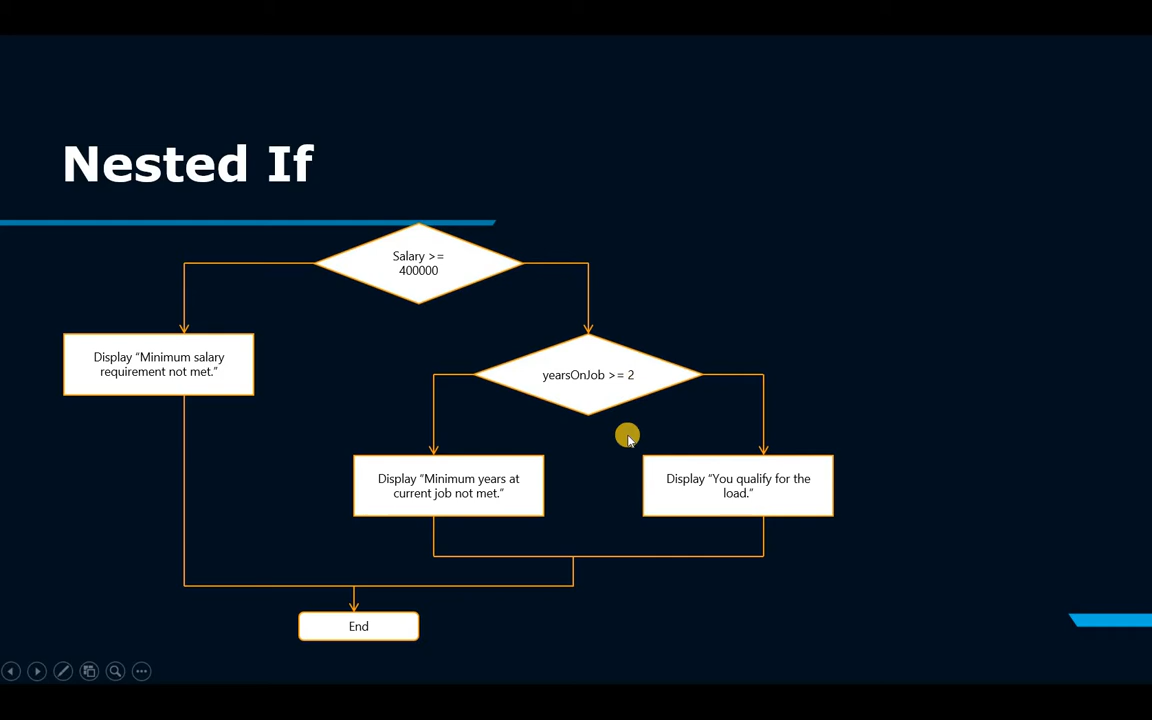 Nested If
Salary >=
400000
Display “Minimum salary
requirement not met.”
yearsOnJob >= 2
Display “Minimum years at
current job not met.”
Display “You qualify for the
load.”
End